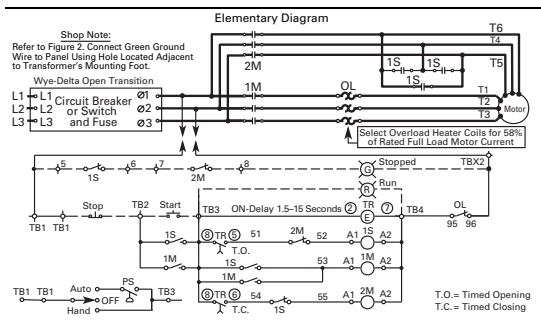 Elementary Diagram
Shop Note:
Refer to Figure 2. Connect Green Ground
Wire to Panel Using Hole Located Adjacent
to Transformer's Mounting Foot.
Wye-Delta Open Transition
T6
T4
T5
2M
1S 1S
1S
L1 L1 Circuit Breaker Ø1
L2 L2 or Switch Ø2
L3 L3 and Fuse Ø3
1M
OL
T1
T2
T3
Motor
Select Overload Heater Coils for 58%
of Rated Full Load Motor Current
5 1S 6 7 2M 8 G Stopped TBX2
R Run
Stop TB2 Start TB3 ON-Delay 1.5–15 Seconds 2 TR 7 TB4 OL
E
TB1 TB1
95 96
1S 8 TR 5 51 2M 52 A1 1S A2
T.O.
1M 1S 53 A1 1M A2
1M
TB1 TB1 Auto PS TB3
OFF
Hand
8 TR 6 54 1S 55 A1 2M A2
T.C.
T.O.= Timed Opening
T.C.= Timed Closing